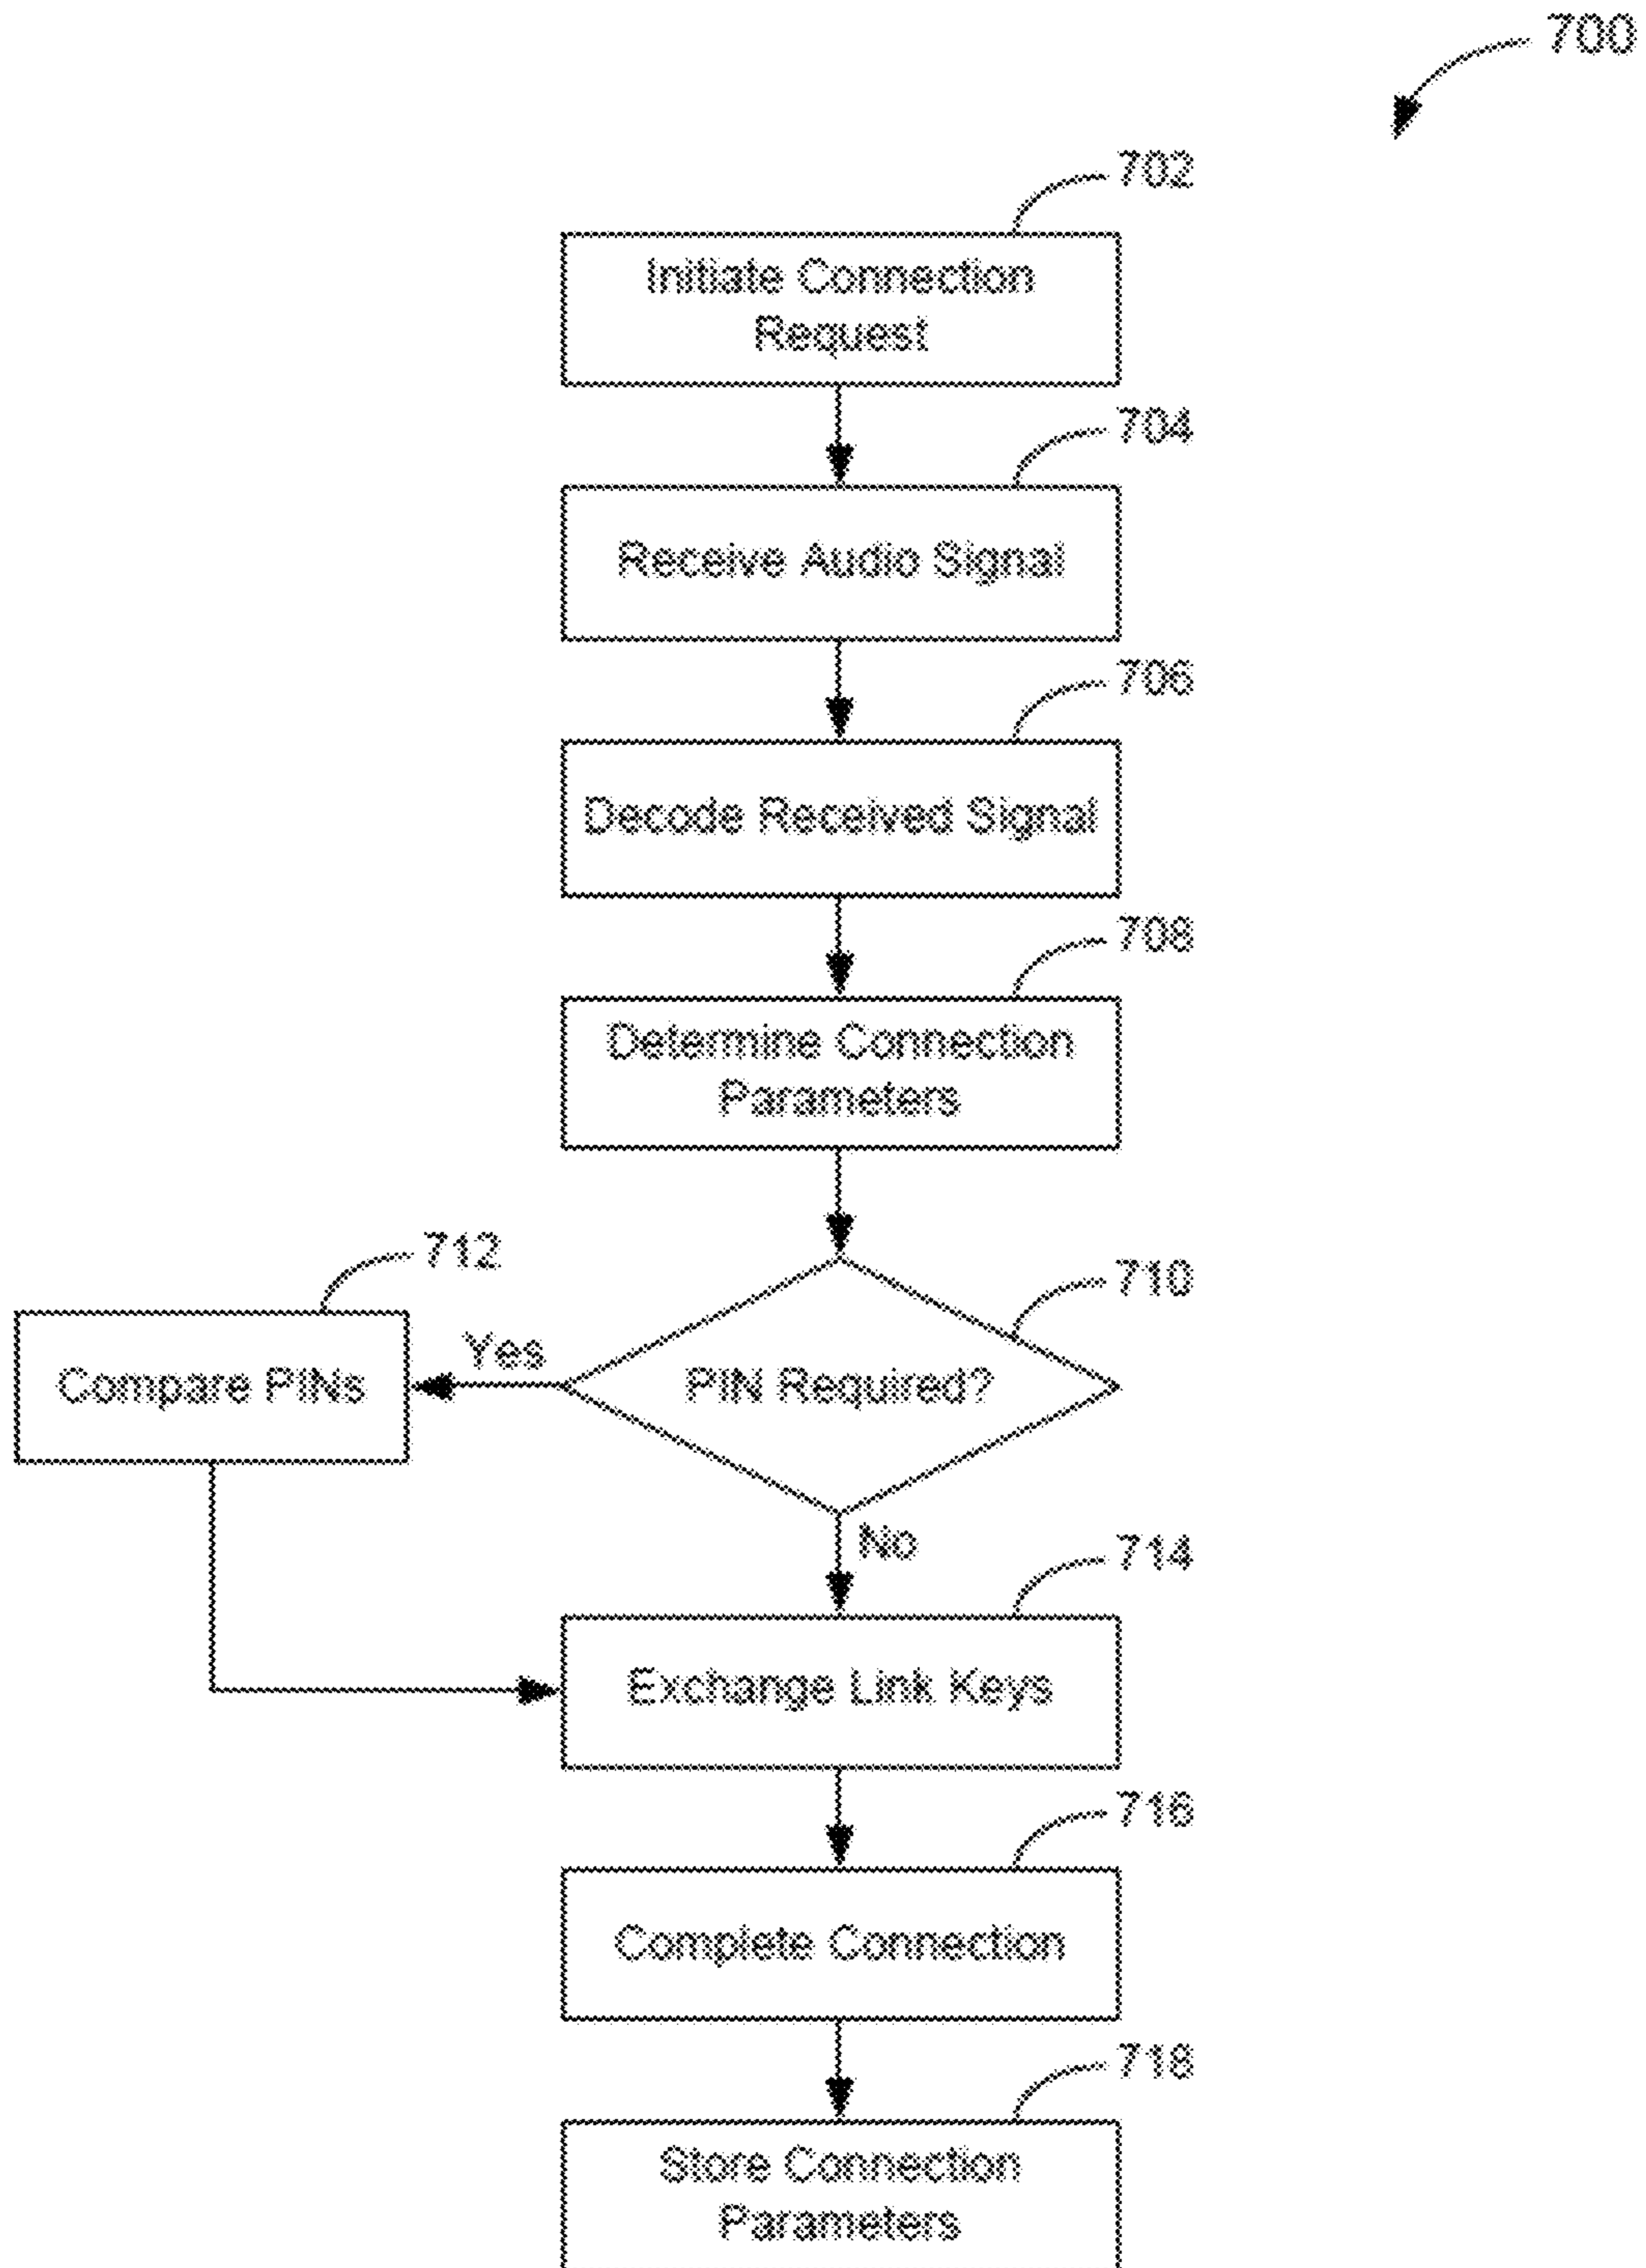 700
702
Initiate Connection
Request
704
Receive Audio Signal
706
Decode Received Signal
708
Determine Connection
Parameters
712
710
Compare PINs
Yes
PIN Required?
No
714
Exchange Link Keys
716
Complete Connection
718
Store Connection
Parameters